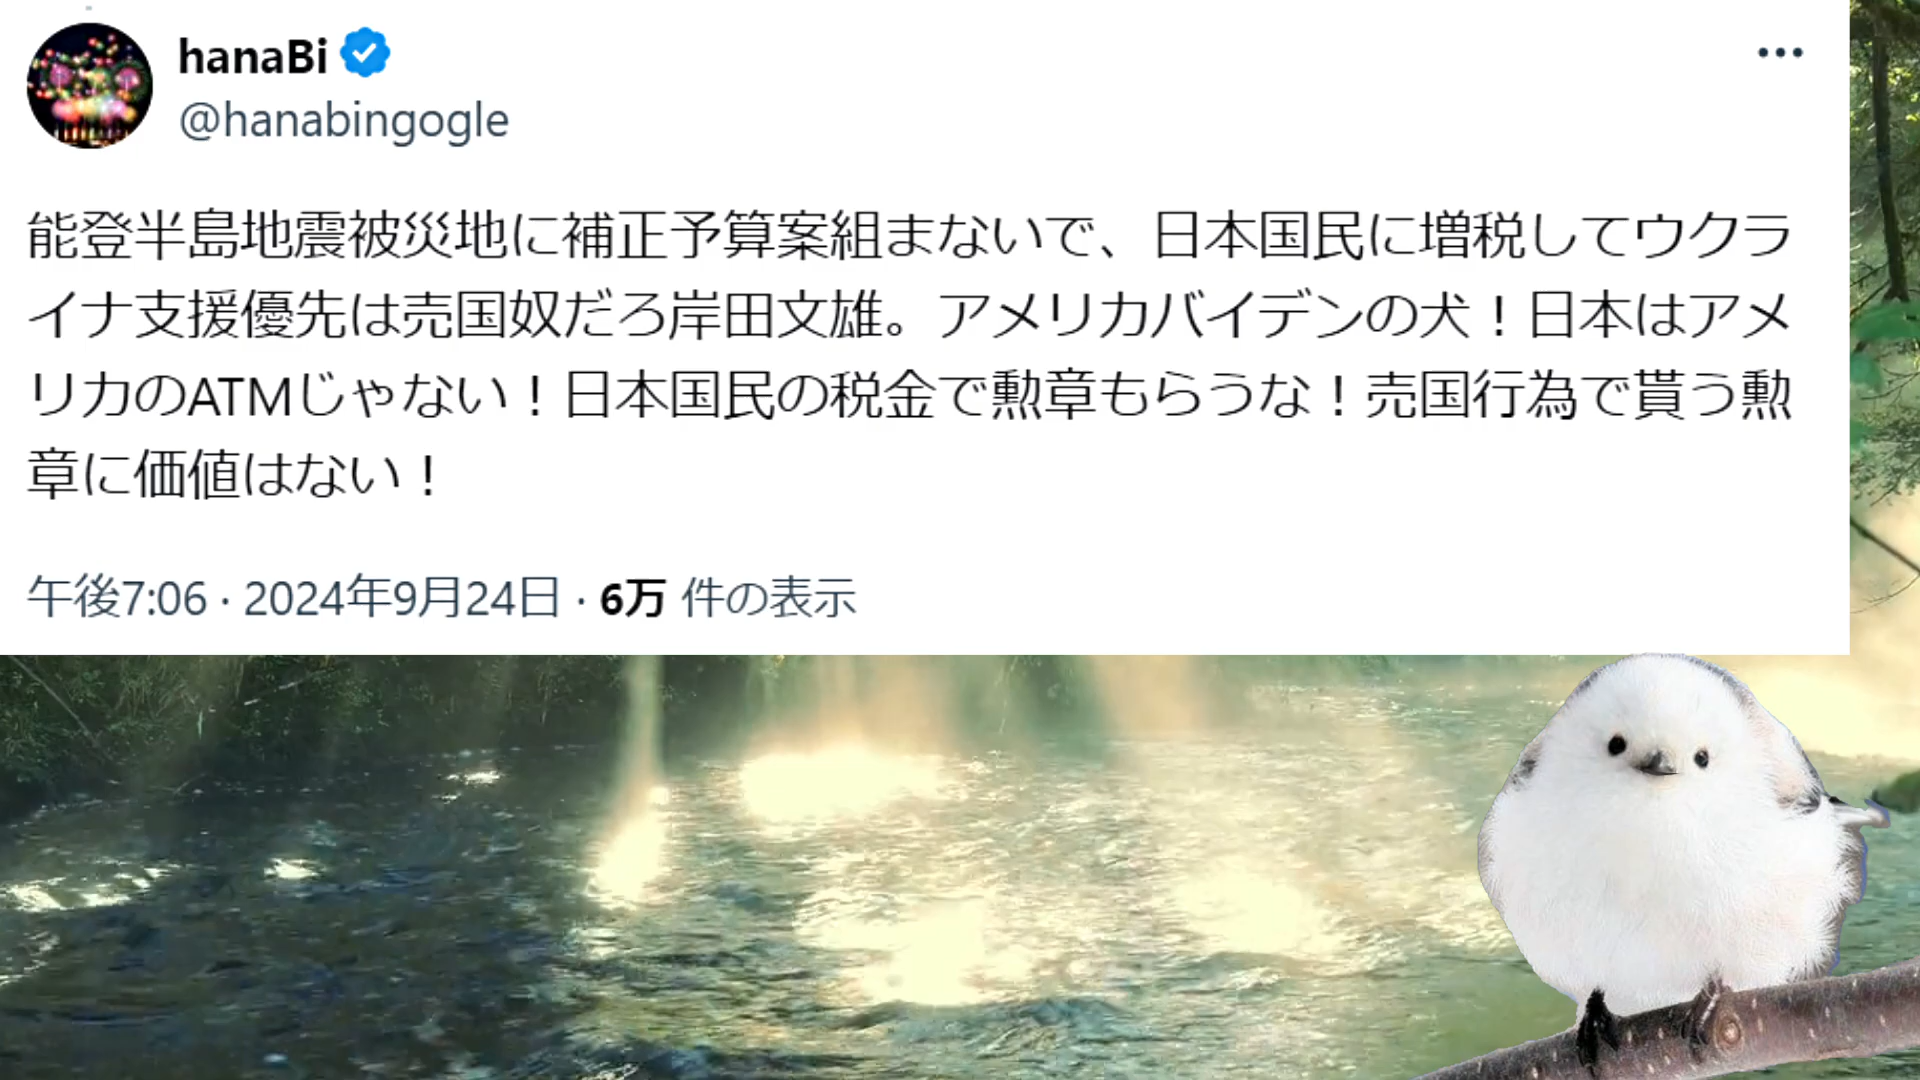 hanaBi
@hanabingogle
能登半島地震被災地に補正予算案組まないで、日本国民に増税してウクラ
イナ支援優先は売国奴だろ岸田文雄。アメリカバイデンの犬！日本はアメ
リカのATMじゃない！日本国民の税金で勲章もらうな！売国行為で貰う勲
章に価値はない！
午後7:06 · 2024年9月24日 · 6万 件の表示